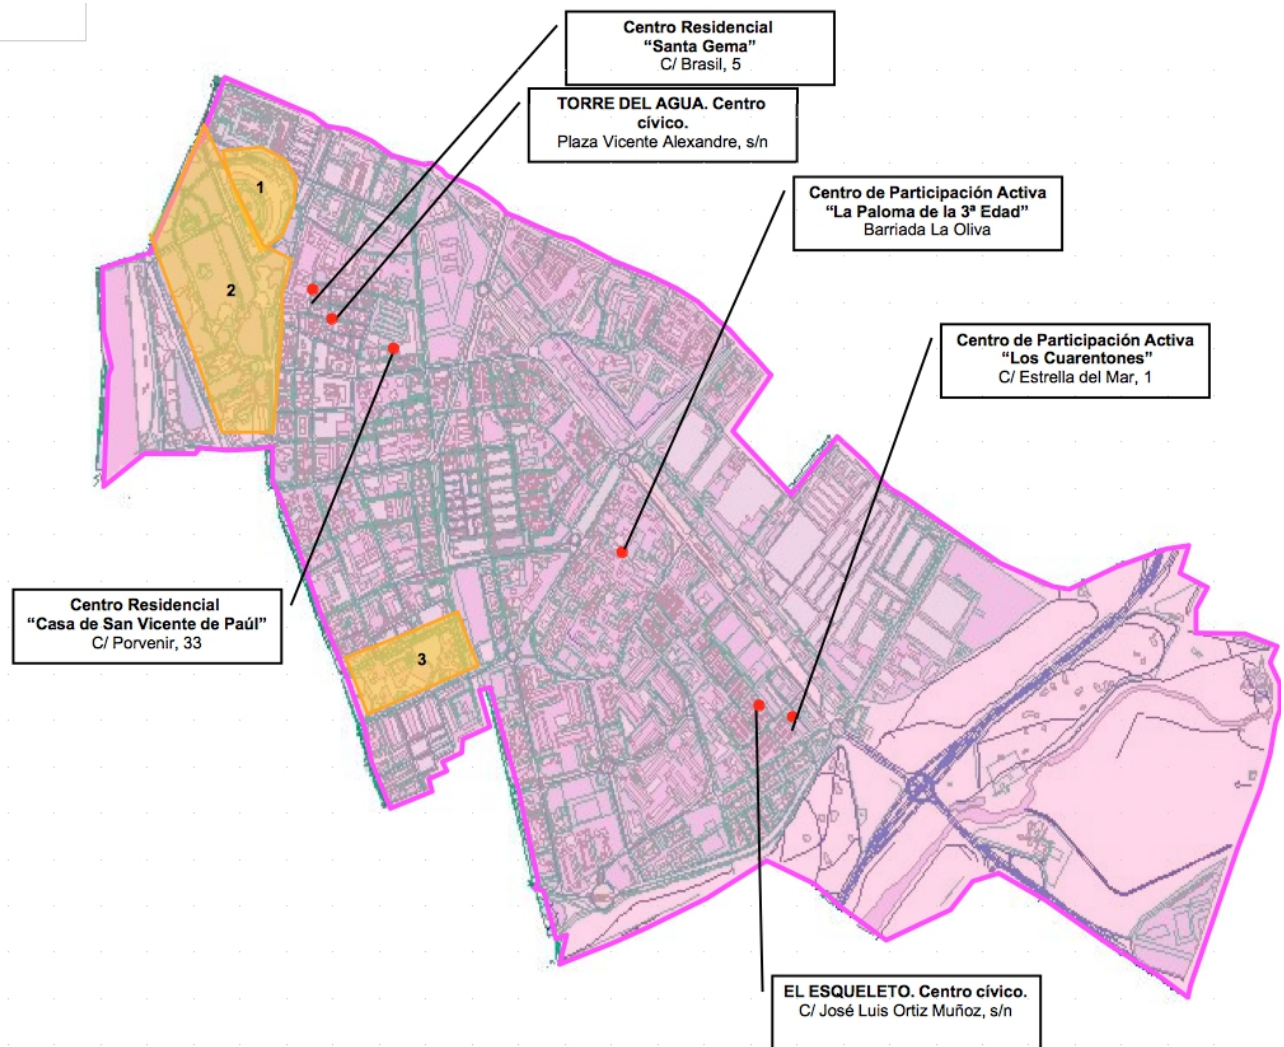 Centro Residencial
“Santa Gema”
C/ Brasil, 5
TORRE DEL AGUA. Centro
cívico.
Plaza Vicente Alexandre, s/n
1
Centro de Participación Activa
“La Paloma de la 3ª Edad”
Barriada La Oliva
2
Centro de Participación Activa
“Los Cuarentones”
C/ Estrella del Mar, 1
Centro Residencial
“Casa de San Vicente de Paúl”
C/ Porvenir, 33
3
EL ESQUELETO. Centro cívico.
C/ José Luis Ortiz Muñoz, s/n